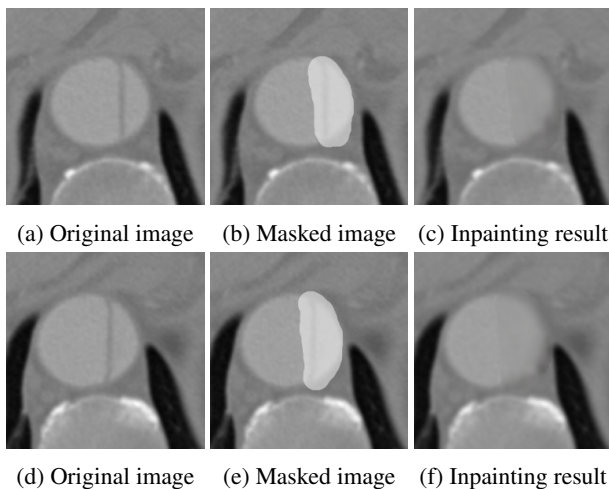 (a) Original image (b) Masked image (c) Inpainting result
(d) Original image (e) Masked image (f) Inpainting result